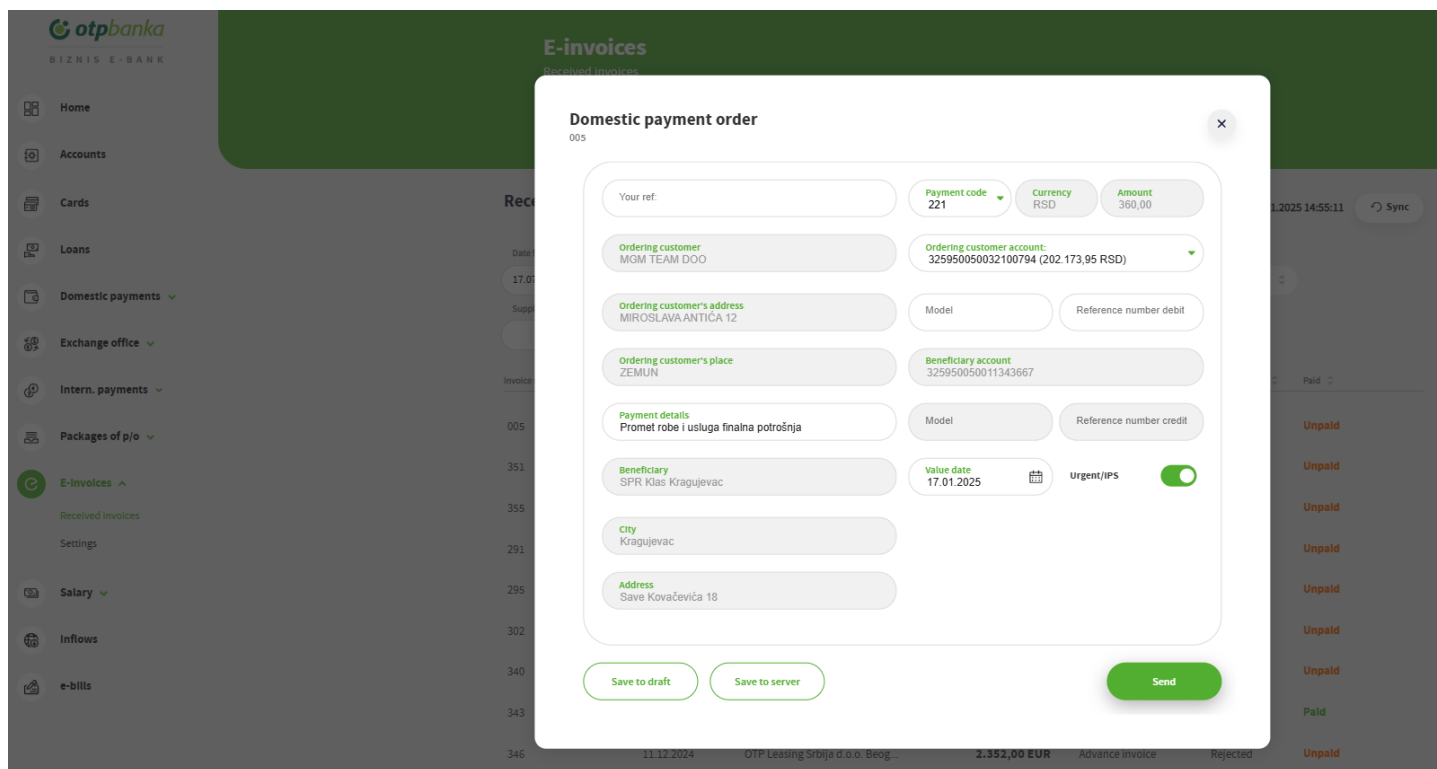 otpbanka
BIZNIS E-BANK
Home
Accounts
Cards
Loans
Domestic payments
Exchange office
Intern. payments
Packages of p/o
E-Invoices
Received invoices
Settings
Salary
Inflows
e-bills
E-invoices
Received invoices
1.2025 14:55:11
Sync
Invoice
Paid
005 Unpaid
351 Unpaid
355 Unpaid
291 Unpaid
295 Unpaid
302 Unpaid
340 Unpaid
343 Paid
346 11.12.2024 OTP Leasing Srbija d.o.o. Beog... 2.352,00 EUR Advance invoice Rejected Unpaid
Domestic payment order
005
Your ref:
Payment code
221
Currency
RSD
Amount
360,00
Ordering customer
MGM TEAM DOO
Ordering customer account:
325950050032100794 (202.173,95 RSD)
Ordering customer's address
MIROSLAVA ANTIĆA 12
Model
Reference number debit
Ordering customer's place
ZEMUN
Beneficiary account
325950050011343667
Payment details
Promet robe i usluga finalna potrošnja
Model
Reference number credit
Beneficiary
SPR Klas Kragujevac
Value date
17.01.2025
Urgent/IPS
City
Kragujevac
Address
Save Kovačevića 18
Save to draft
Save to server
Send